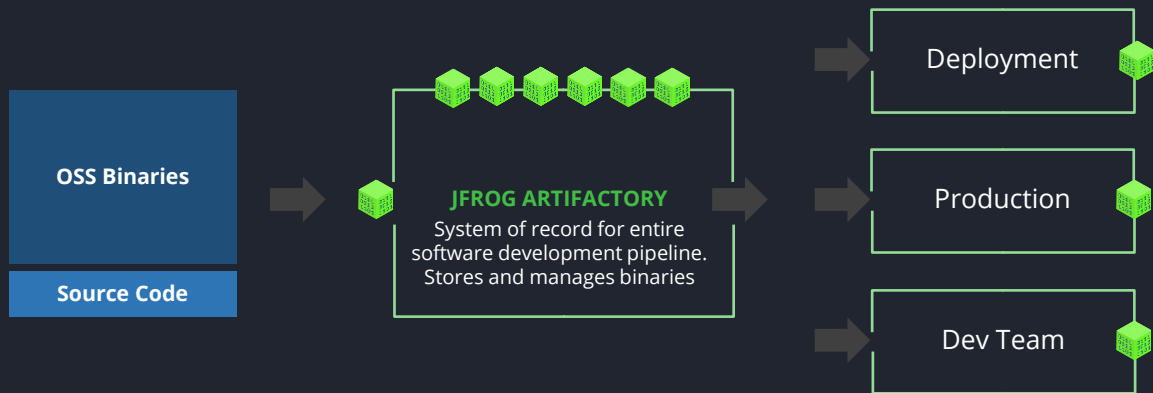 OSS Binaries
Source Code
JFROG ARTIFACTORY
System of record for entire
software development pipeline.
Stores and manages binaries
Deployment
Production
Dev Team